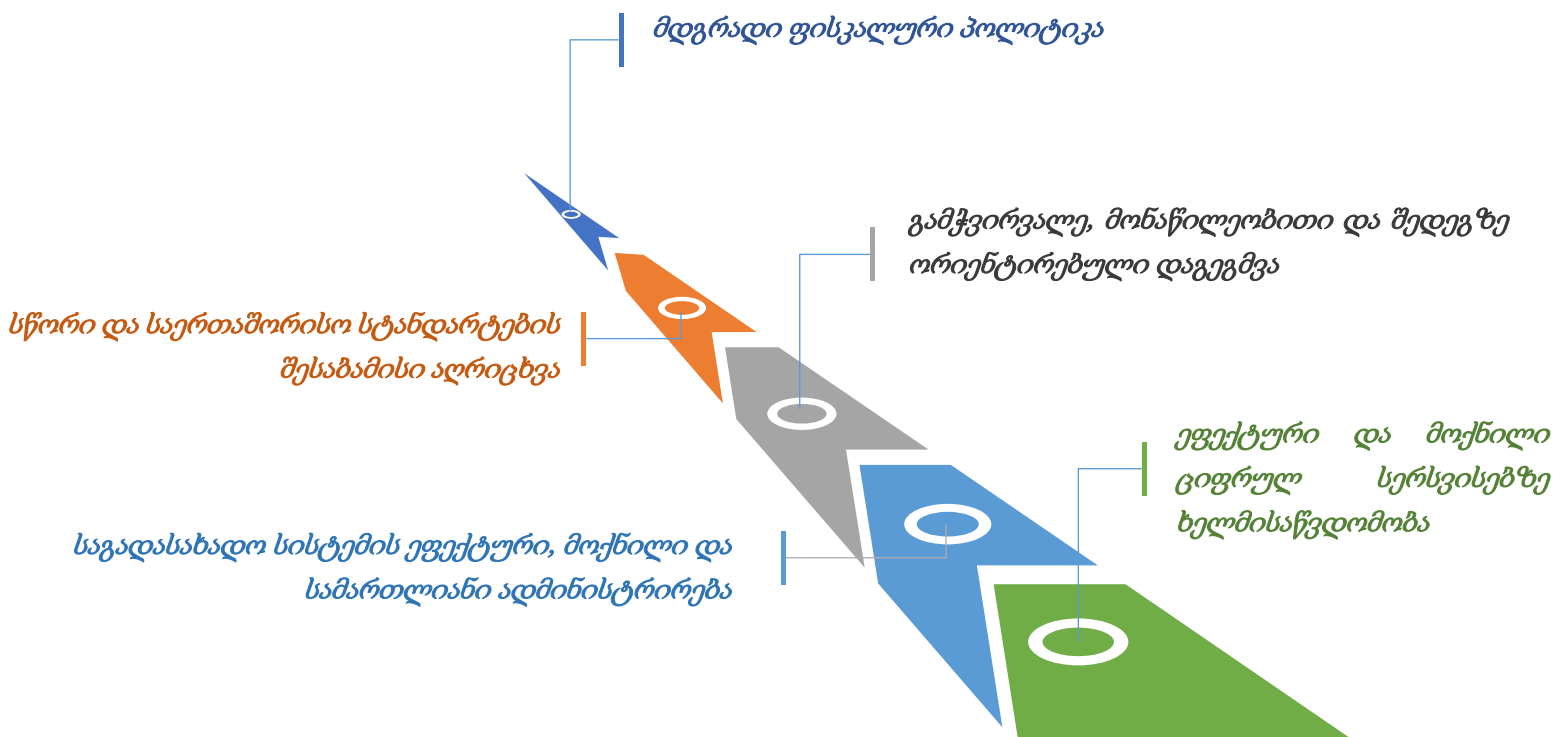 მდგრადი ფისკალური პოლიტიკა
გამჭვირვალე, მონაწილეობითი და შედეგზე
ორიენტირებული დაგეგმვა
სწორი და საერთაშორისო სტანდარტების
შესაბამისი აღრიცხვა
ეფექტური და მოქნილი
ციფრულ სერსვისებზე
ხელმისაწვდომობა
საგადასახადო სისტემის ეფექტური, მოქნილი და
სამართლიანი ადმინისტრირება